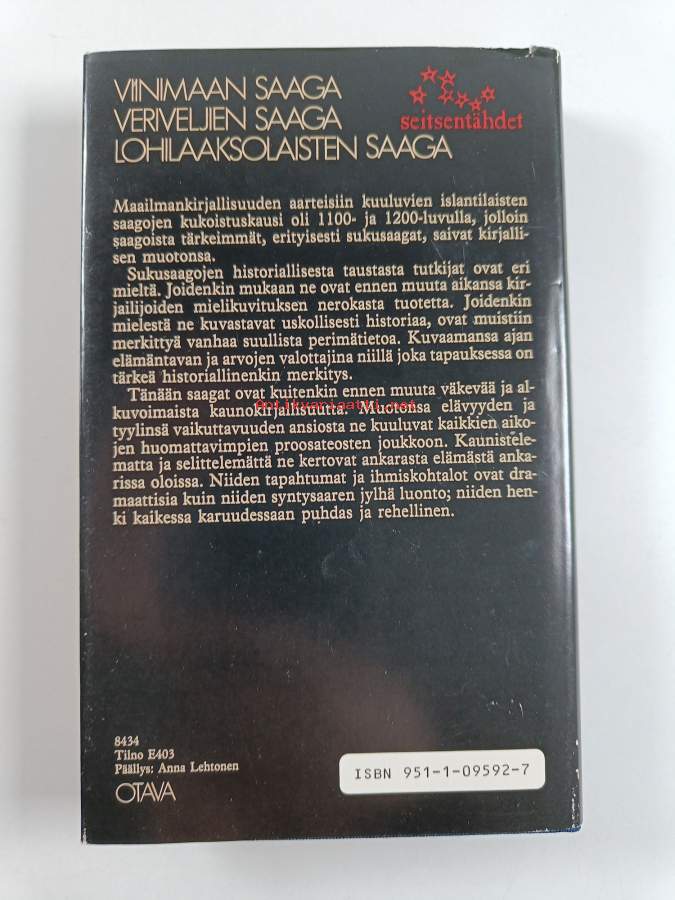 VIINIMAAN SAAGA
VERIVELJIEN SAAGA
LOHILAAKSOLAISTEN SAAGA
seitsentähdet
Maailmankirjallisuuden aarteisiin kuuluvien islantilaisten
saagojen kukoistuskausi oli 1100- ja 1200-luvulla, jolloin
saagoista tärkeimmät, erityisesti sukusaagat, saivat kirjalli-
sen muotonsa.
Sukusaagojen historiallisesta taustasta tutkijat ovat eri
mieltä. Joidenkin mukaan ne ovat ennen muuta aikansa kir-
jailijoiden mielikuvituksen nerokasta tuotetta. Joidenkin
mielestä ne kuvastavat uskollisesti historiaa, ovat muistiin
merkittyä vanhaa suullista perimätietoa. Kuvaamansa ajan
elämäntavan ja arvojen valottajina niillä joka tapauksessa on
tärkeä historiallinenkin merkitys.
Tänään saagat ovat kuitenkin ennen muuta väkevää ja al-
kuvoimaista kaunokirjallisuutta. Muotonsa elävyyden ja
Antikvariaatti.net
tyylinsä vaikuttavuuden ansiosta ne kuuluvat kaikkien aiko-
jen huomattavimpien proosateosten joukkoon. Kaunistele-
matta ja selittelemättä ne kertovat ankarasta elämästä anka-
rissa oloissa. Niiden tapahtumat ja ihmiskohtalot ovat dra-
maattisia kuin niiden syntysaaren jylhä luonto; niiden hen-
ki kaikessa karuudessaan puhdas ja rehellinen.
8434
Tilno E403
Päällys: Anna Lehtonen
OTAVA
ISBN 951-1-09592-7